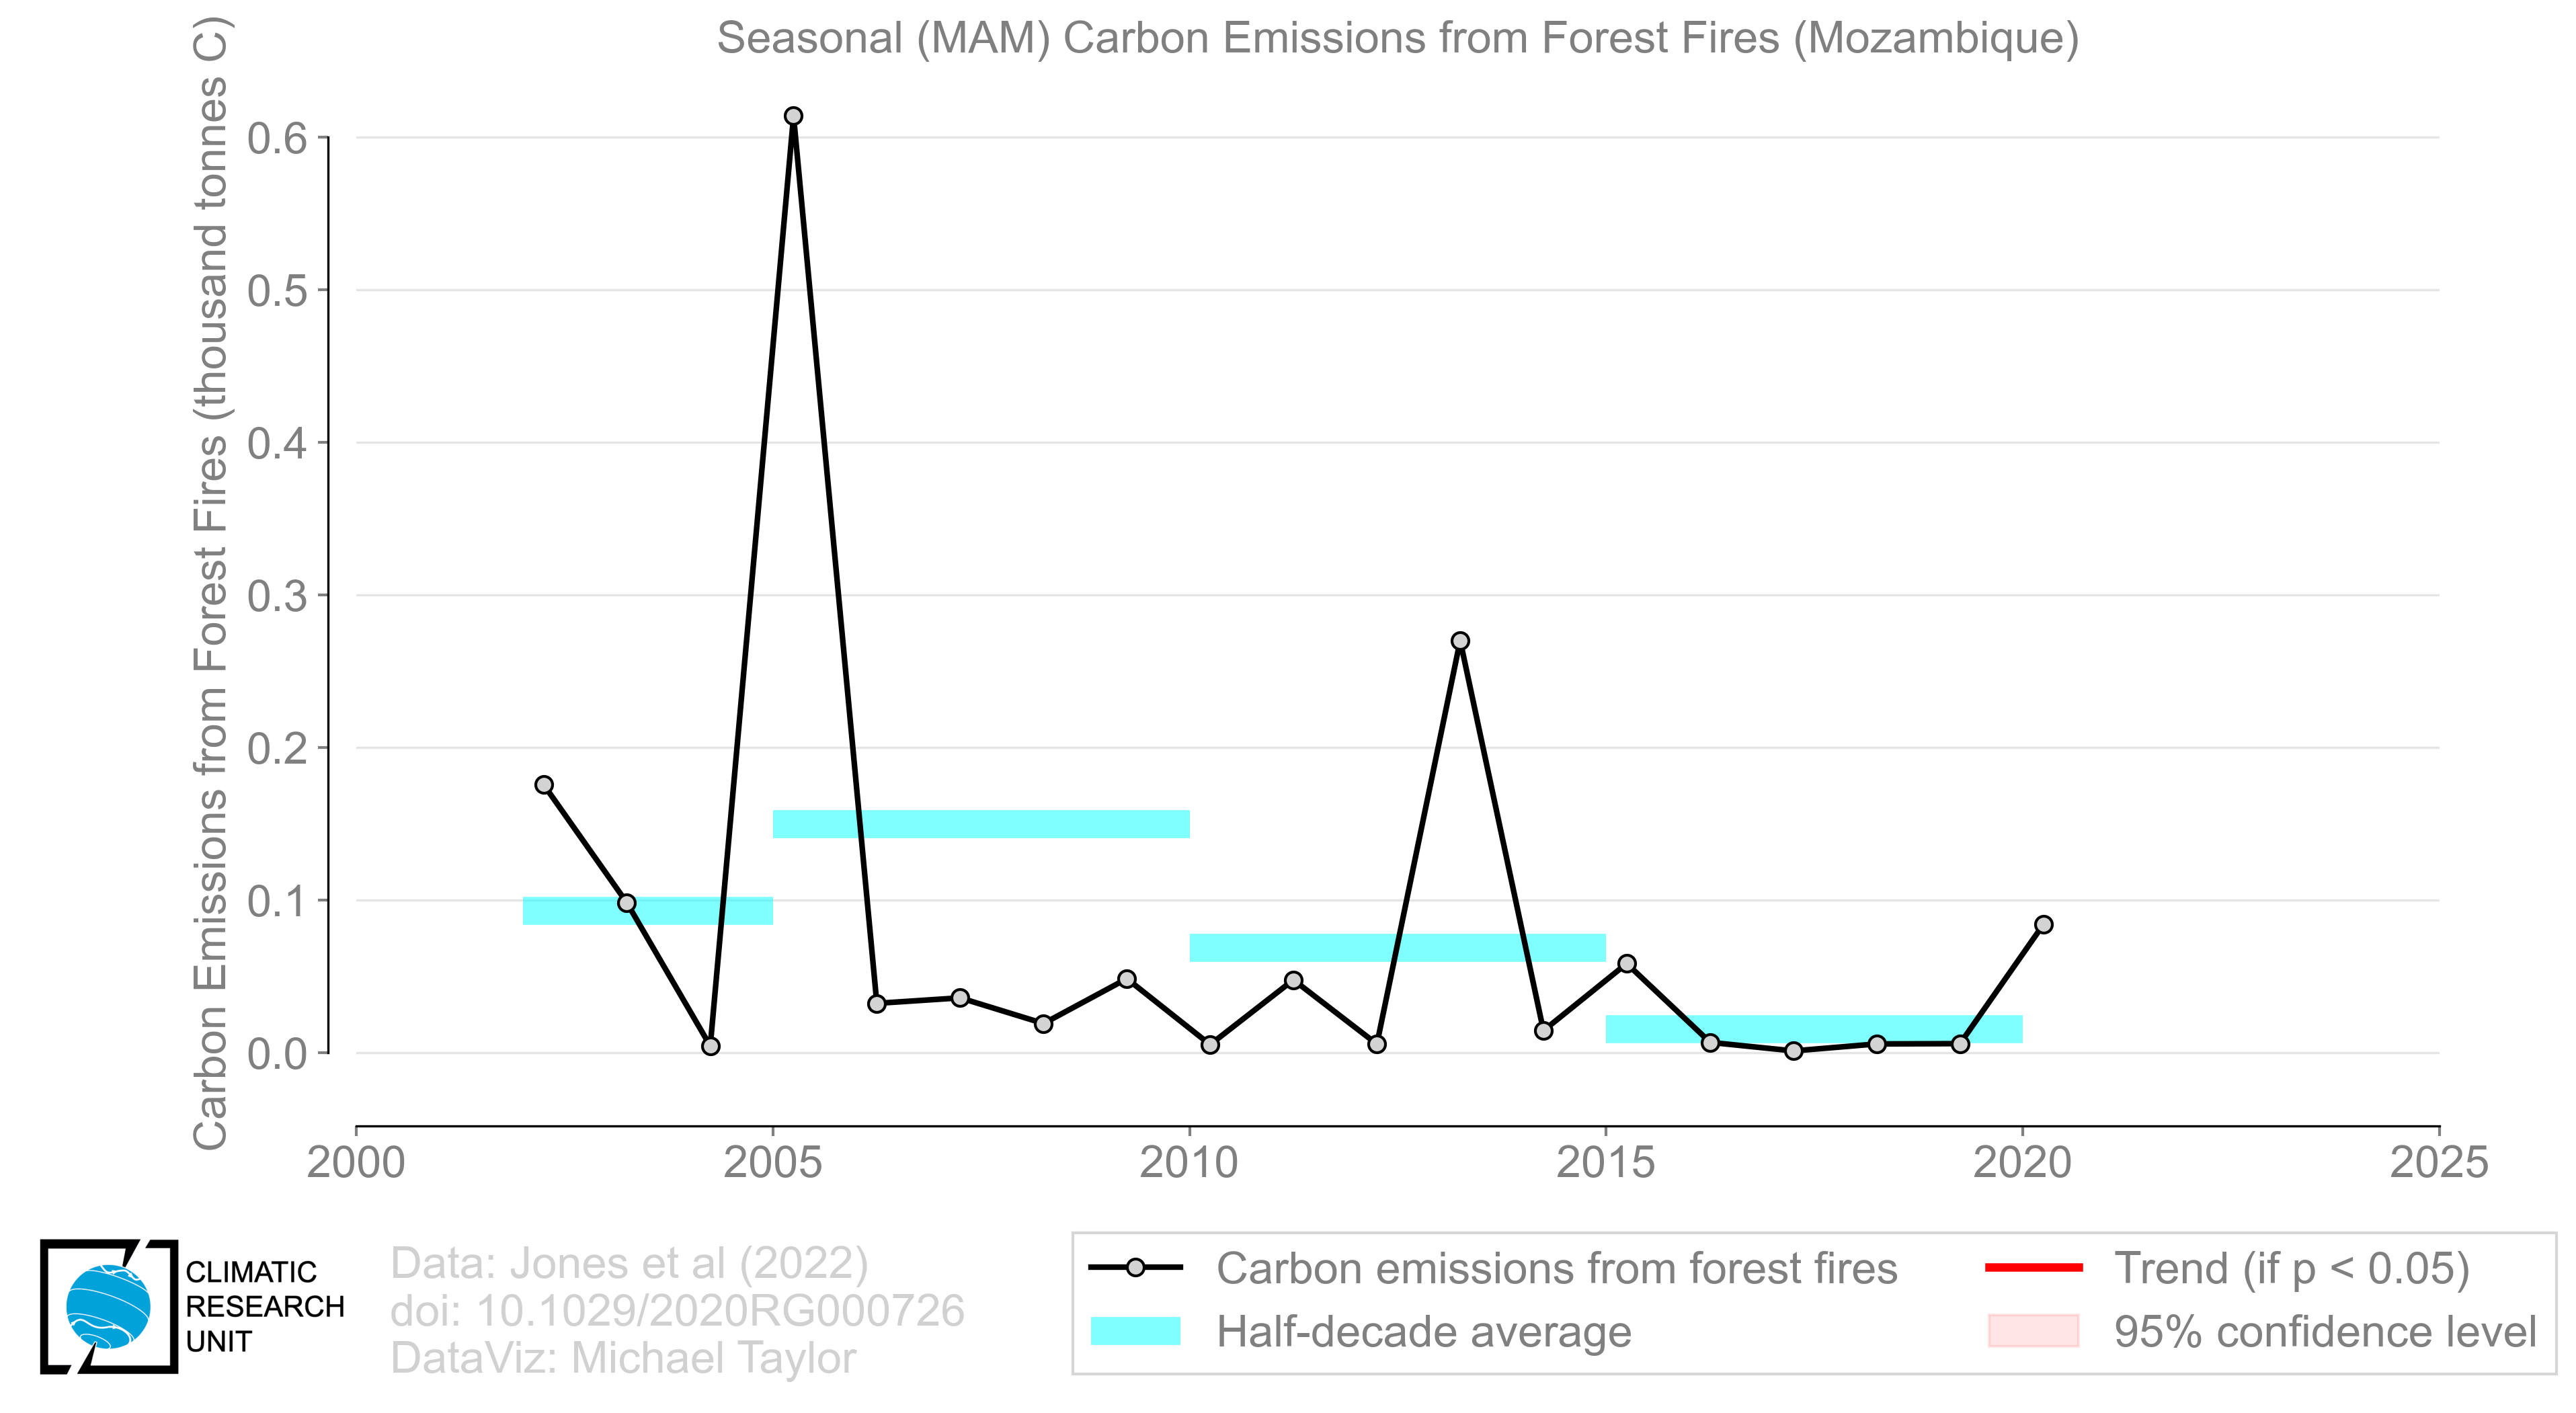 Seasonal (MAM) Carbon Emissions from Forest Fires (Mozambique)
Carbon Emissions from Forest Fires (thousand tonnes C)
0.6
0.5
0.4
0.3
0.2
0.1
0.0
2000 2005 2010 2015 2020 2025
CLIMATIC
RESEARCH
UNIT
Data: Jones et al (2022)
doi: 10.1029/2020RG000726
DataViz: Michael Taylor
Carbon emissions from forest fires
Half-decade average
Trend (if p < 0.05)
95% confidence level